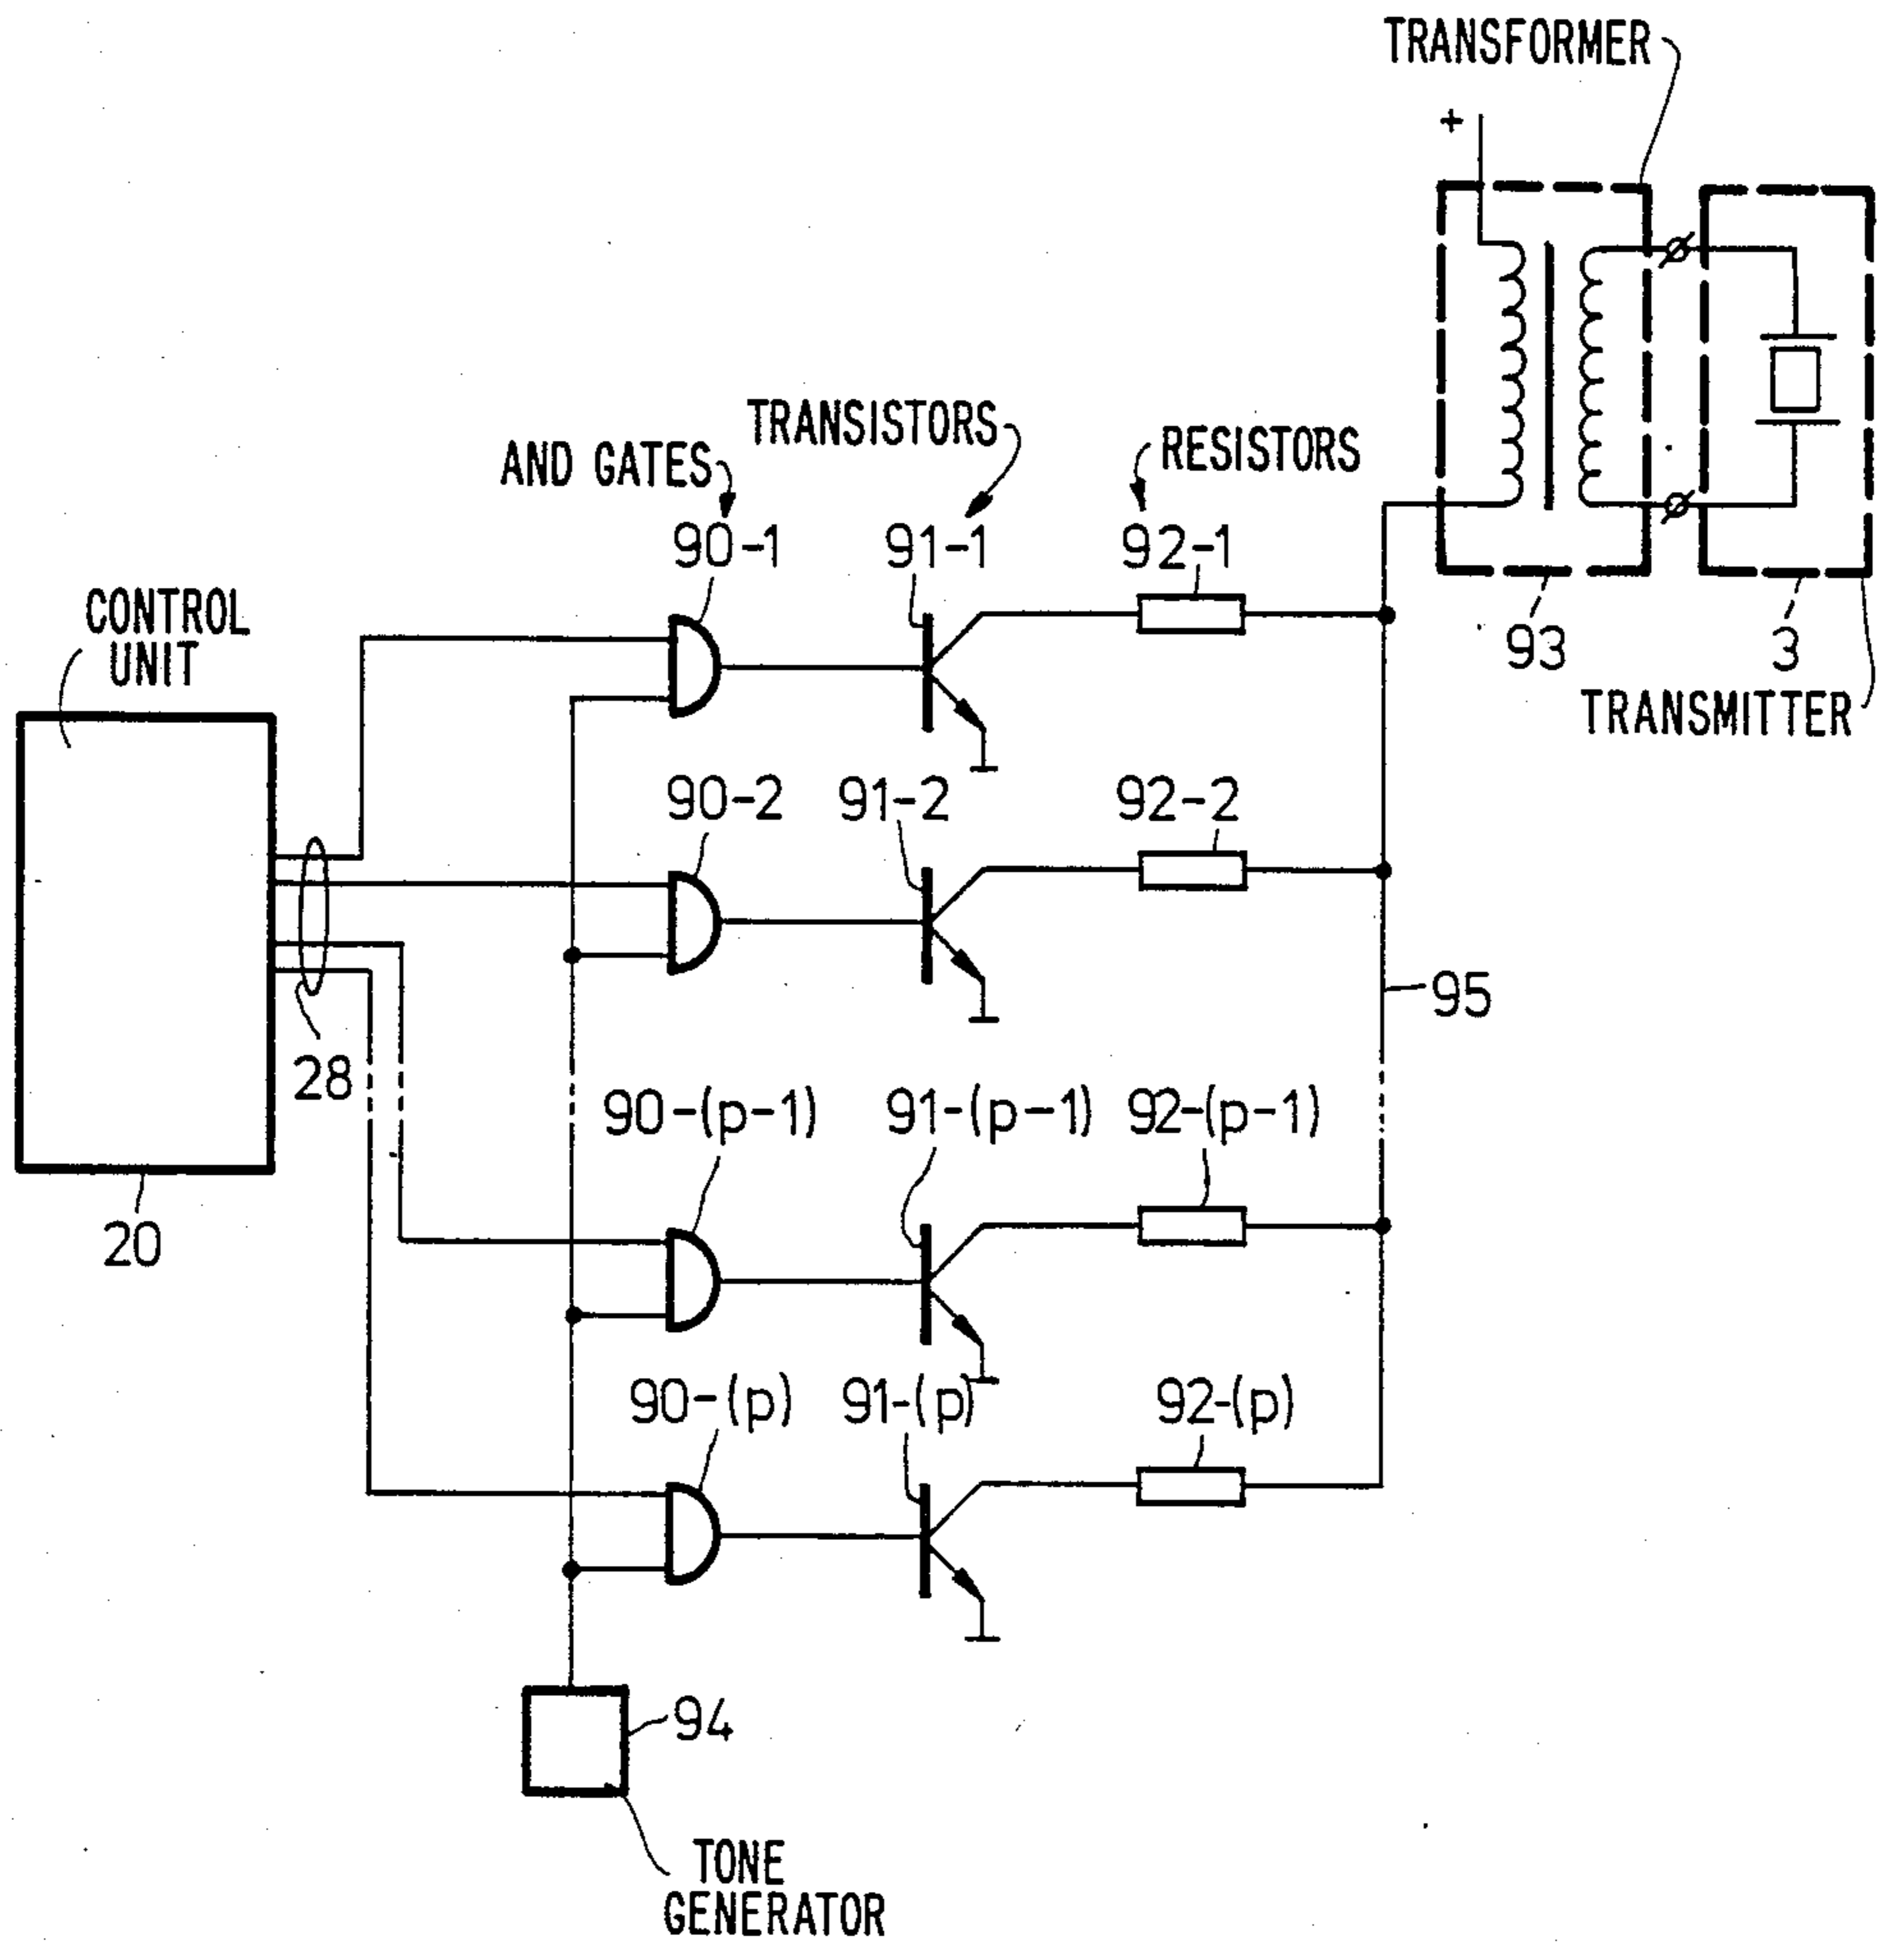 TRANSFORMER
+
TRANSISTORS
RESISTORS
AND GATES
90-1
91-1
92-1
CONTROL
UNIT
93
3
TRANSMITTER
90-2
91-2
92-2
95
28
90-(p-1)
91-(p-1)
92-(p-1)
20
90-(p)
91-(p)
92-(p)
94
TONE
GENERATOR